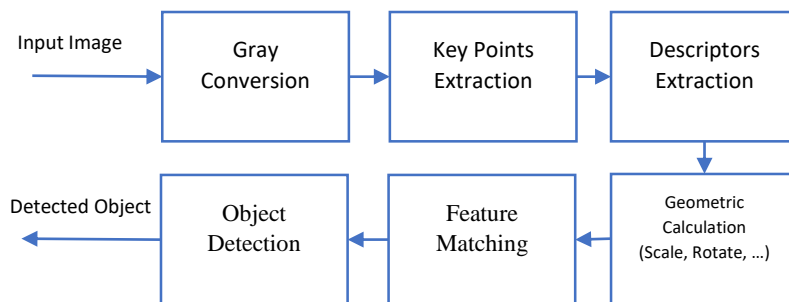 Input Image
Gray
Conversion
Key Points
Extraction
Descriptors
Extraction
Geometric
Calculation
(Scale, Rotate, …)
Feature
Matching
Object
Detection
Detected Object